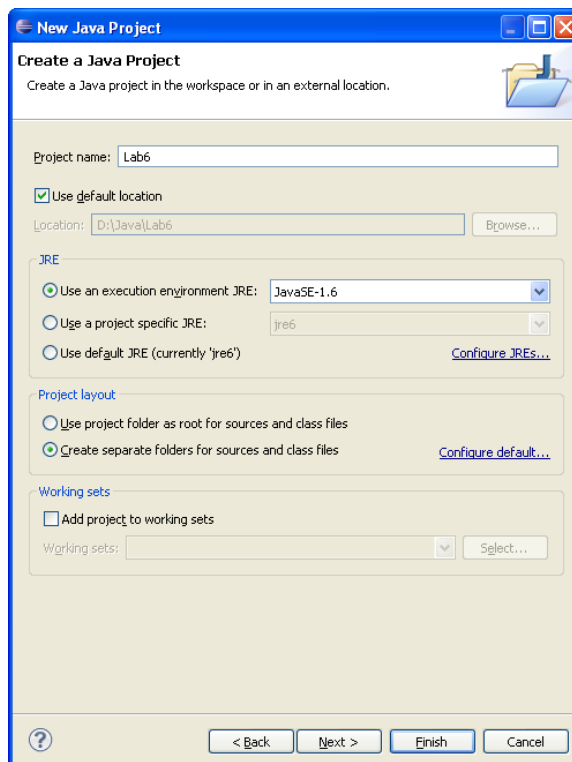 New Java Project
Create a Java Project
Create a Java project in the workspace or in an external location.
Project name: Lab6
Use default location
Location: D:\Java\Lab6 Browse...
JRE
Use an execution environment JRE: JavaSE-1.6
Use a project specific JRE: jre6
Use default JRE (currently 'jre6') Configure JREs...
Project layout
Use project folder as root for sources and class files
Create separate folders for sources and class files Configure default...
Working sets
Add project to working sets
Working sets: Select...
? < Back Next > Finish Cancel